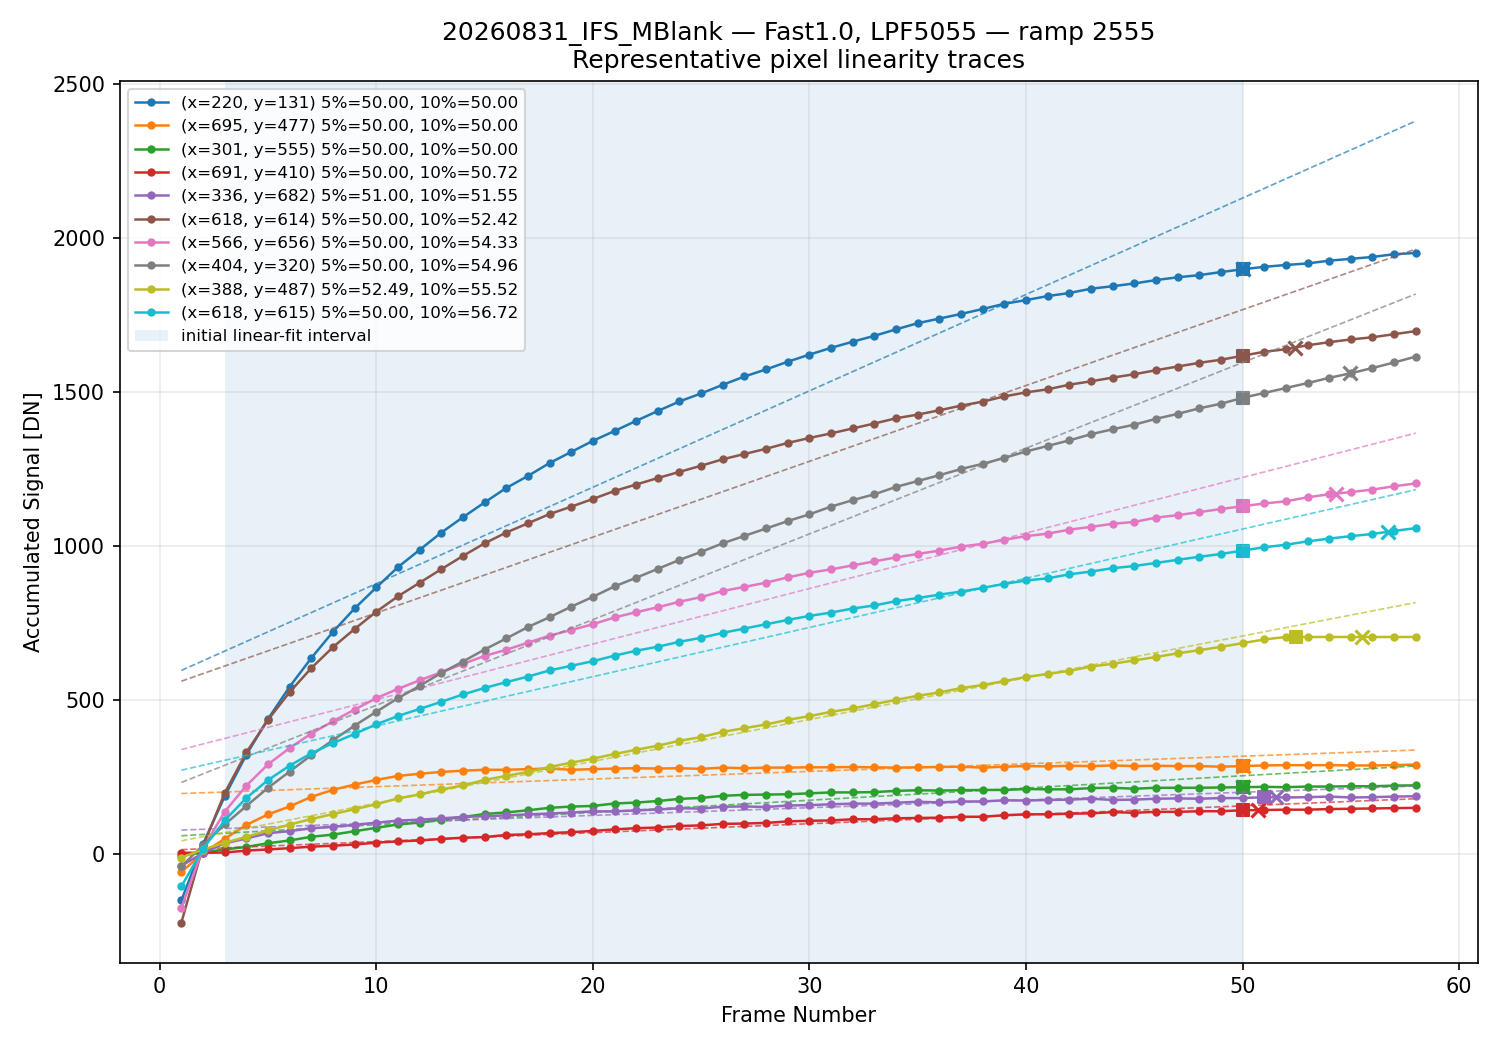 20260831_IFS_MBlank — Fast1.0, LPF5055 — ramp 2555
Representative pixel linearity traces
2500
2000
1500
1000
500
0
Accumulated Signal [DN]
(x=220, y=131) 5%=50.00, 10%=50.00
(x=695, y=477) 5%=50.00, 10%=50.00
(x=301, y=555) 5%=50.00, 10%=50.00
(x=691, y=410) 5%=50.00, 10%=50.72
(x=336, y=682) 5%=51.00, 10%=51.55
(x=618, y=614) 5%=50.00, 10%=52.42
(x=566, y=656) 5%=50.00, 10%=54.33
(x=404, y=320) 5%=50.00, 10%=54.96
(x=388, y=487) 5%=52.49, 10%=55.52
(x=618, y=615) 5%=50.00, 10%=56.72
initial linear-fit interval
0 10 20 30 40 50 60
Frame Number